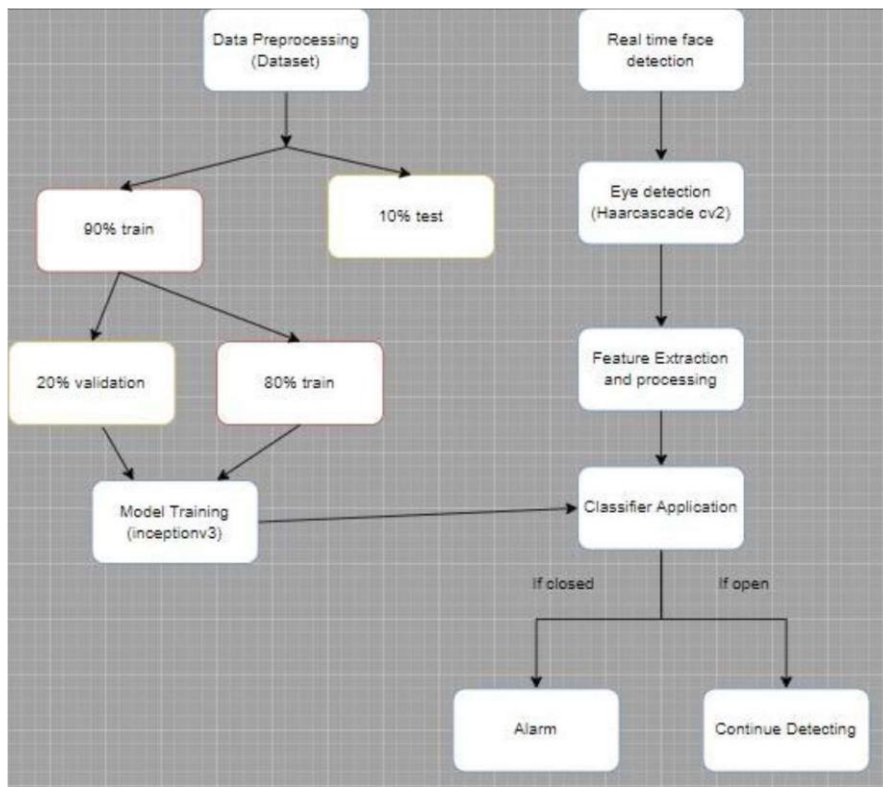 Data Preprocessing
(Dataset)
Real time face
detection
90% train
10% test
Eye detection
(Haarcascade cv2)
20% validation
80% train
Feature Extraction
and processing
Model Training
(inceptionv3)
Classifier Application
If closed
If open
Alarm
Continue Detecting